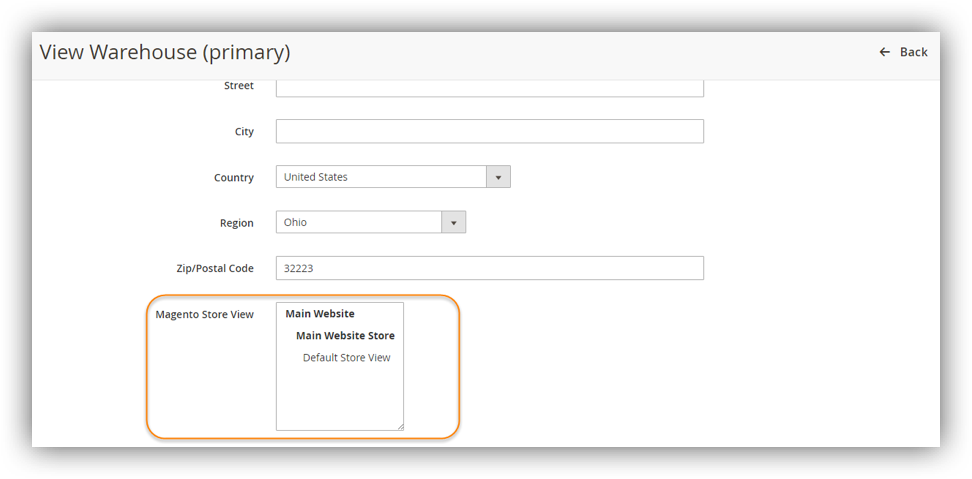 View Warehouse (primary)
← Back
Street
City
Country United States
Region Ohio
Zip/Postal Code 32223
Magento Store View Main Website
Main Website Store
Default Store View